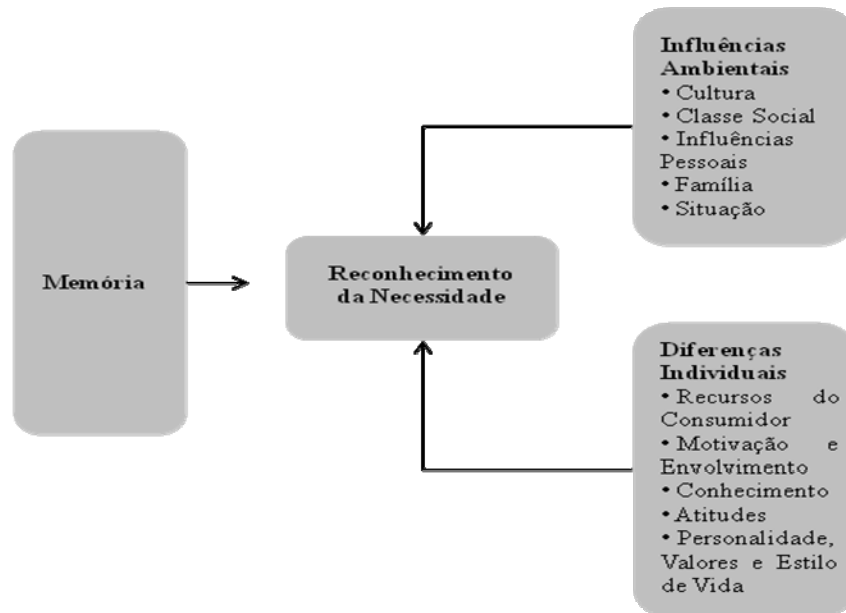 Memória
Reconhecimento
da Necessidade
Influências
Ambientais
• Cultura
• Classe Social
• Influências
Pessoais
• Família
• Situação
Diferenças
Individuais
• Recursos do
Consumidor
• Motivação e
Envolvimento
• Conhecimento
• Atitudes
• Personalidade,
Valores e Estilo
de Vida